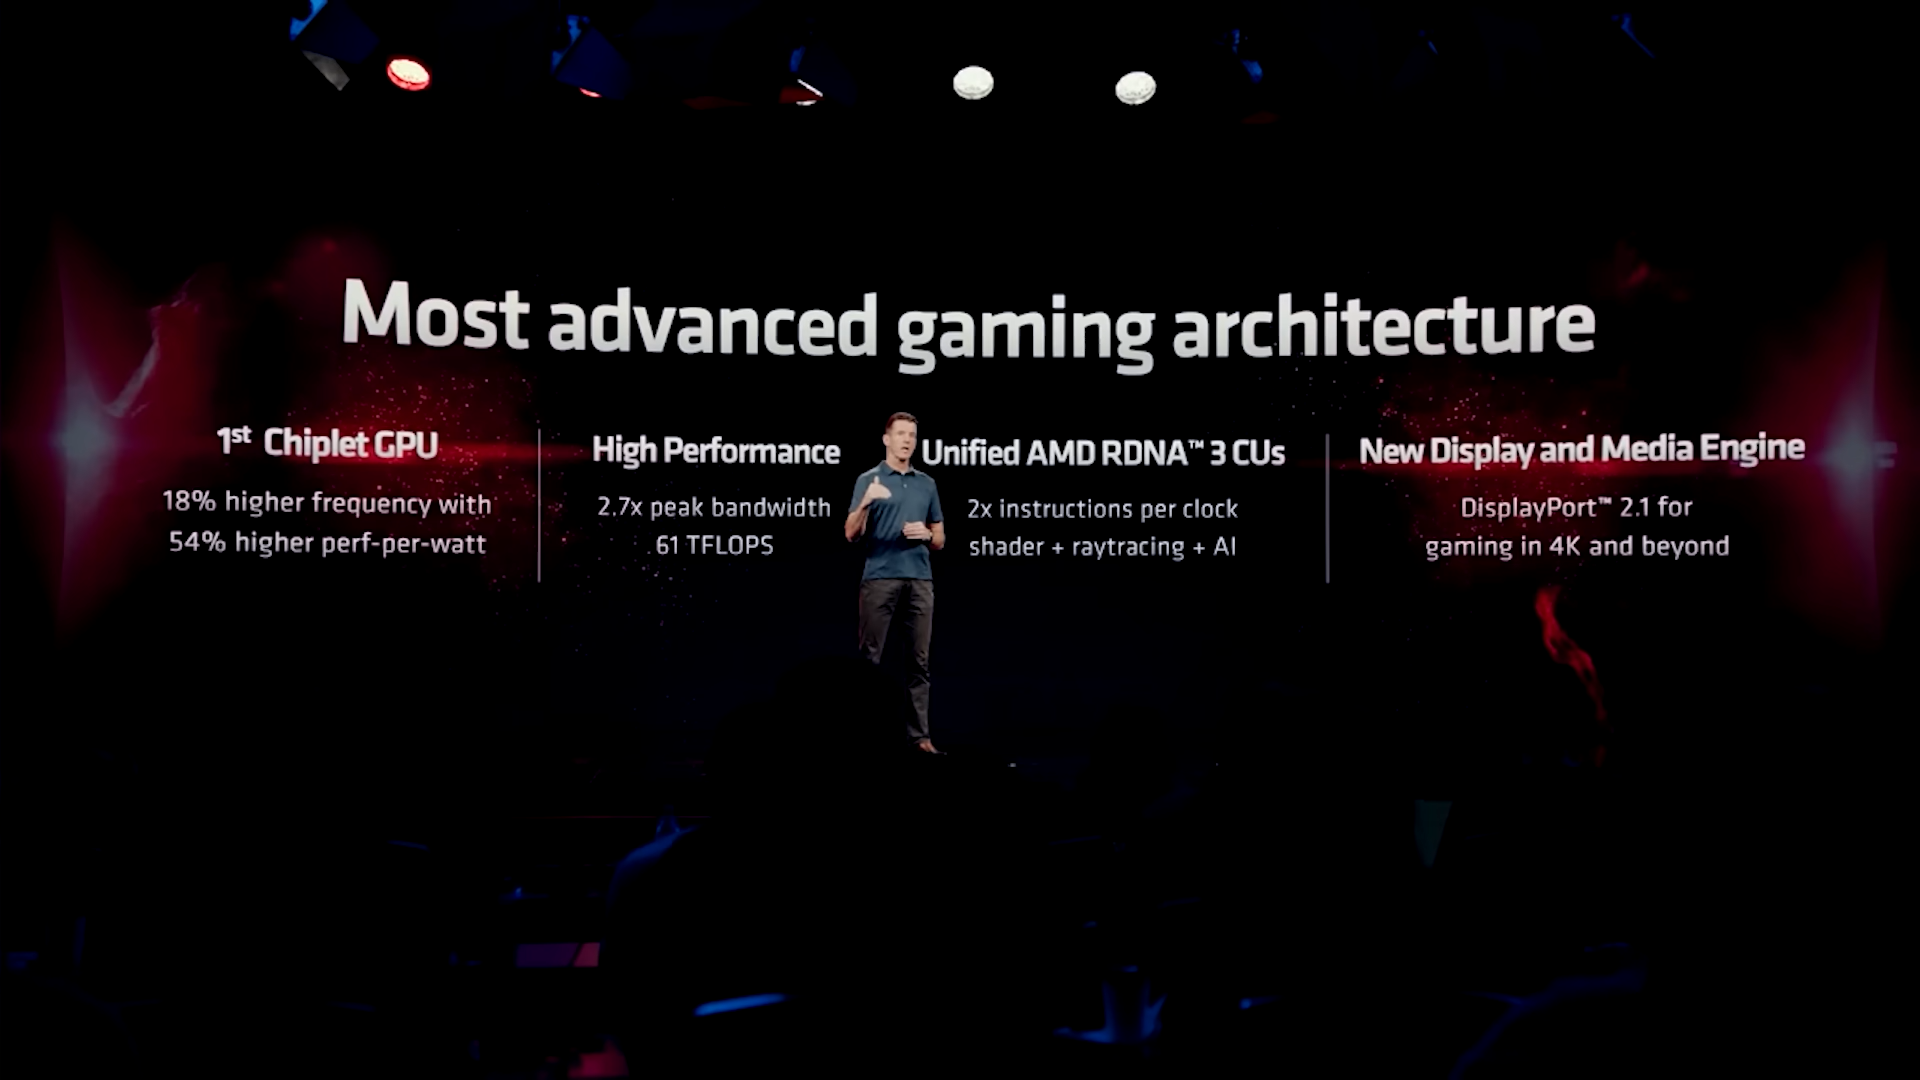 Most advanced gaming architecture
1st Chiplet GPU
18% higher frequency with
54% higher perf-per-watt
High Performance
2.7x peak bandwidth
61 TFLOPS
Unified AMD RDNA™ 3 CUs
2x instructions per clock
shader + raytracing + AI
New Display and Media Engine
DisplayPort™ 2.1 for
gaming in 4K and beyond